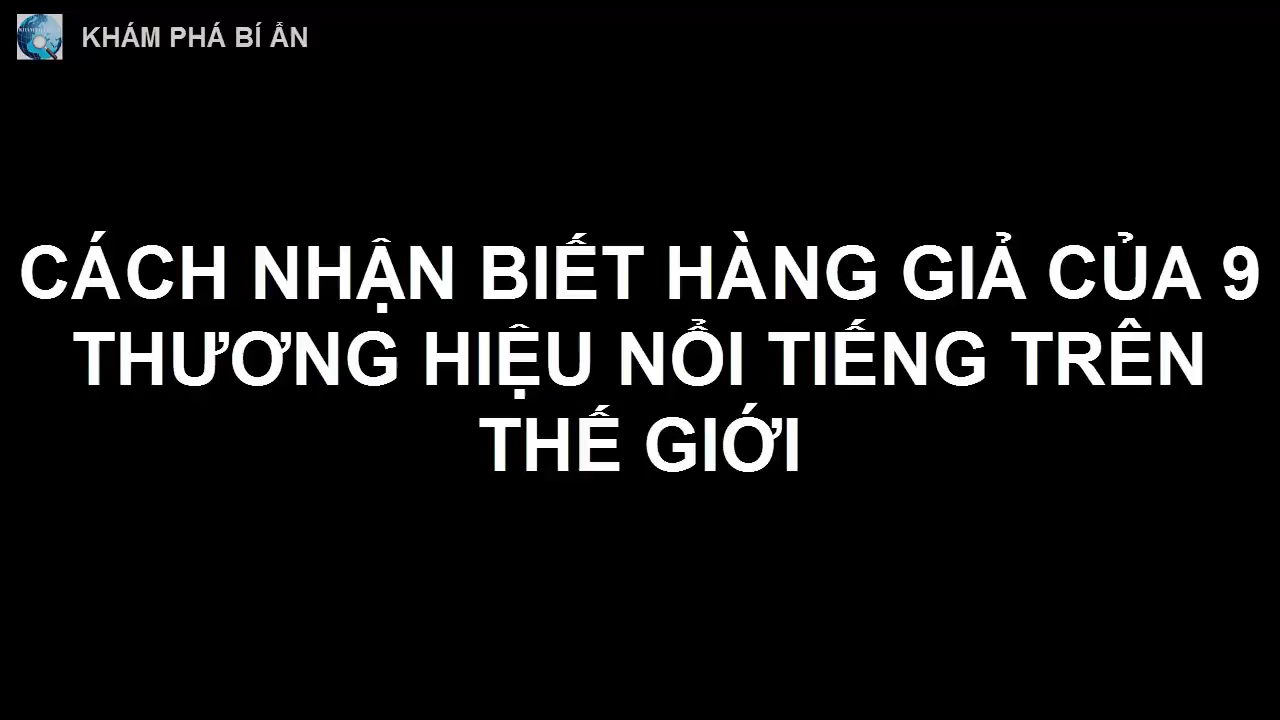 KHÁM PHÁ BÍ ẨN
CÁCH NHẬN BIẾT HÀNG GIẢ CỦA 9
THƯƠNG HIỆU NỔI TIẾNG TRÊN
THẾ GIỚI